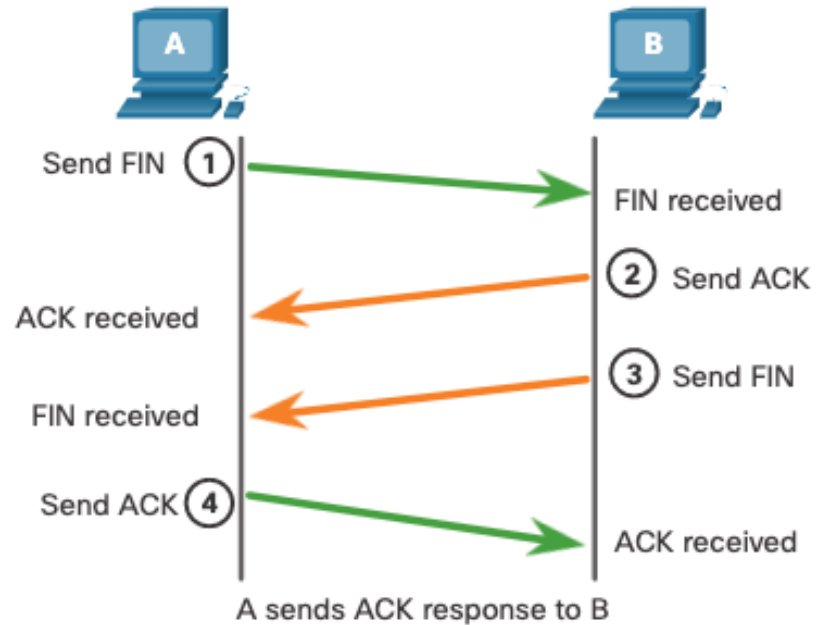 A
B
Send FIN 1
FIN received
2 Send ACK
ACK received
3 Send FIN
FIN received
Send ACK 4
ACK received
A sends ACK response to B